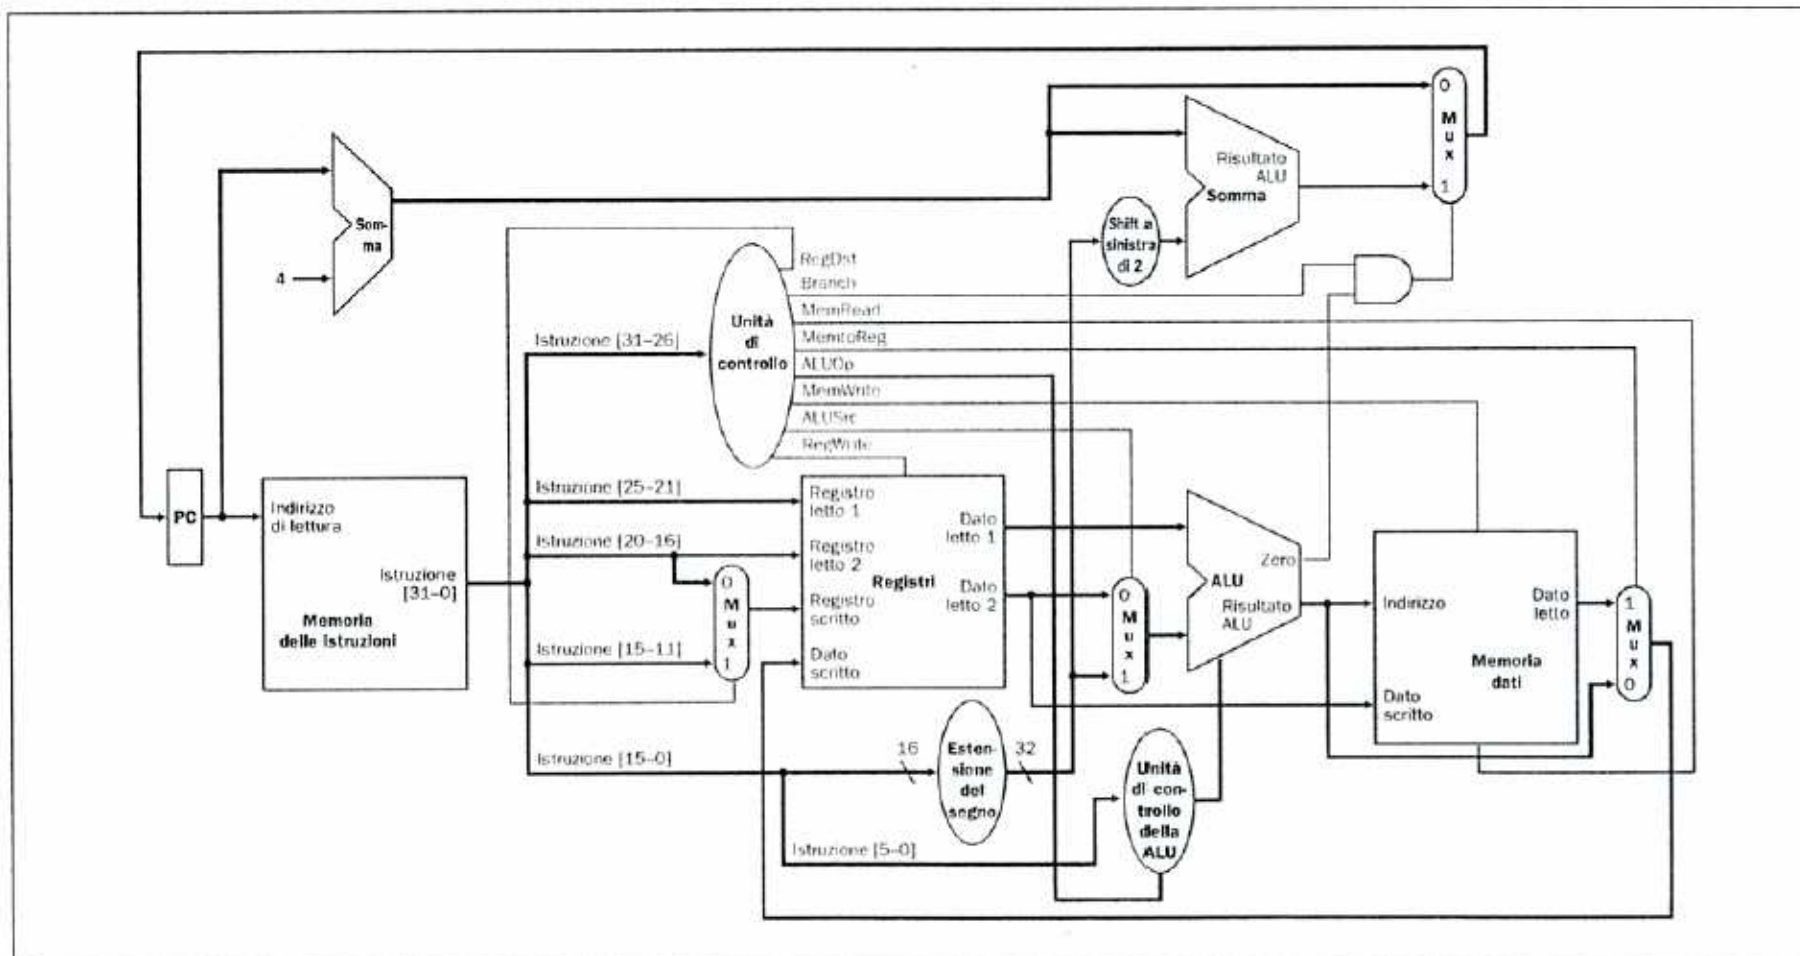 0
M
u
x
1
Risultato
ALU
Somma
Som-
ma
4
Shift a
sinistra
di 2
RegDst
Branch
MemRead
MemtoReg
ALUOp
MemWrite
ALUSrc
RegWrite
Unità
di
controllo
Istruzione [31–26]
Istruzione [25–21]
Istruzione [20–16]
Istruzione [15–11]
Istruzione [15–0]
Istruzione [5–0]
PC
Indirizzo
di lettura
Istruzione
[31–0]
Memoria
delle istruzioni
0
M
u
x
1
Registro
letto 1
Registro
letto 2
Registro
scritto
Dato
scritto
Registri
Dato
letto 1
Dato
letto 2
0
M
u
x
1
Zero
ALU
Risultato
ALU
Indirizzo
Dato
letto
Memoria
dati
Dato
scritto
1
M
u
x
0
16
Esten-
sione
del
segno
32
Unità
di con-
trollo
della
ALU